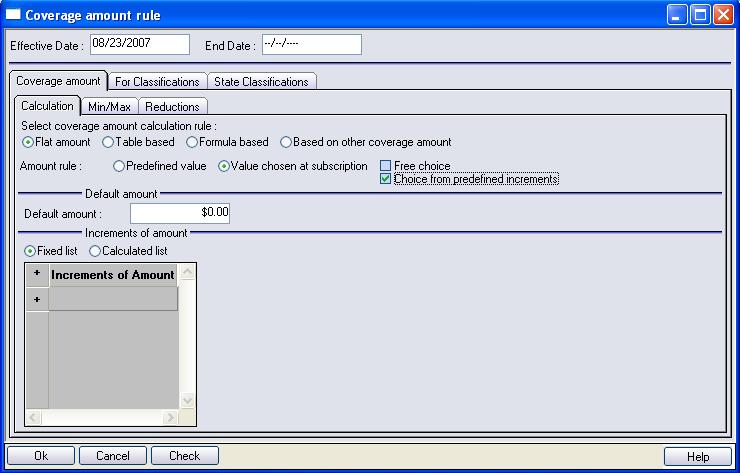 Coverage amount rule
Effective Date : 08/23/2007 End Date : --/--/----
Coverage amount For Classifications State Classifications
Calculation Min/Max Reductions
Select coverage amount calculation rule :
Flat amount Table based Formula based Based on other coverage amount
Amount rule : Predefined value Value chosen at subscription Free choice
Choice from predefined increments
Default amount
Default amount : $0.00
Increments of amount
Fixed list Calculated list
+ Increments of Amount
+
Ok Cancel Check Help